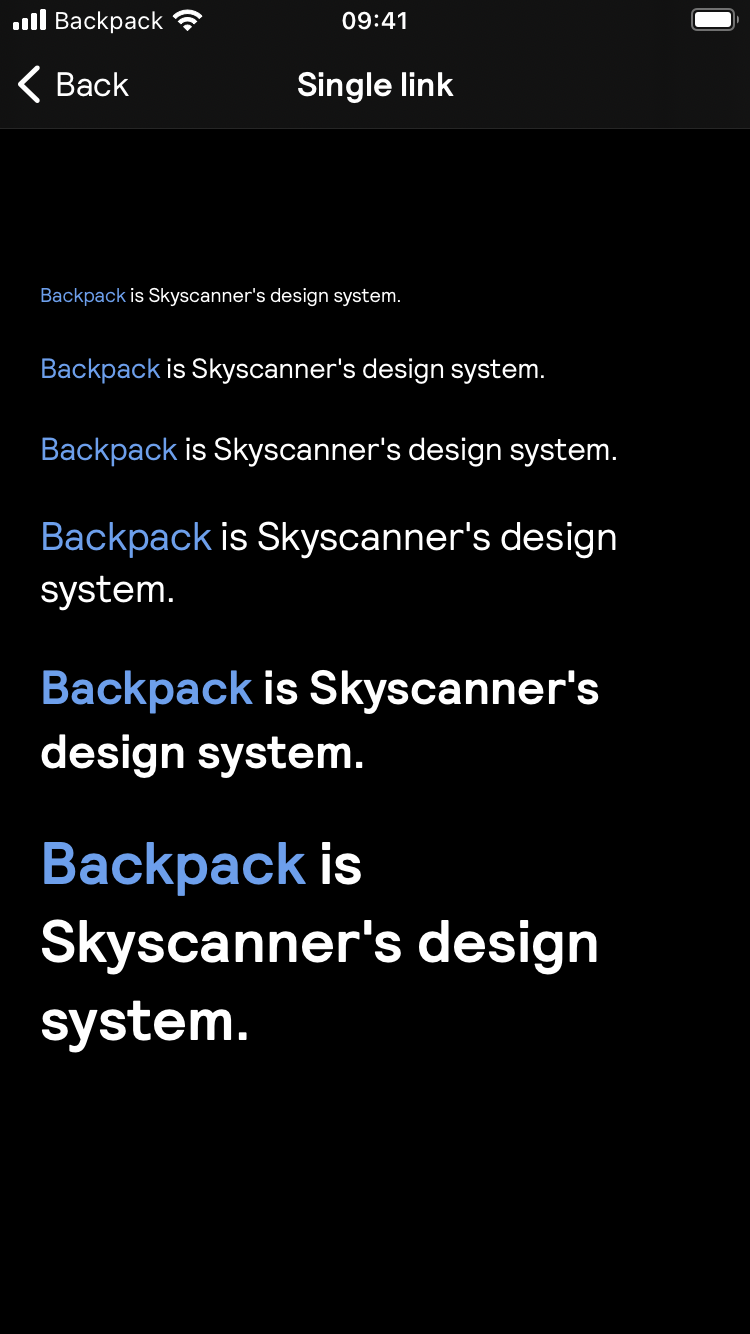 Backpack 09:41
Back Single link
Backpack is Skyscanner's design system.
Backpack is Skyscanner's design system.
Backpack is Skyscanner's design system.
Backpack is Skyscanner's design
system.
Backpack is Skyscanner's
design system.
Backpack is
Skyscanner's design
system.